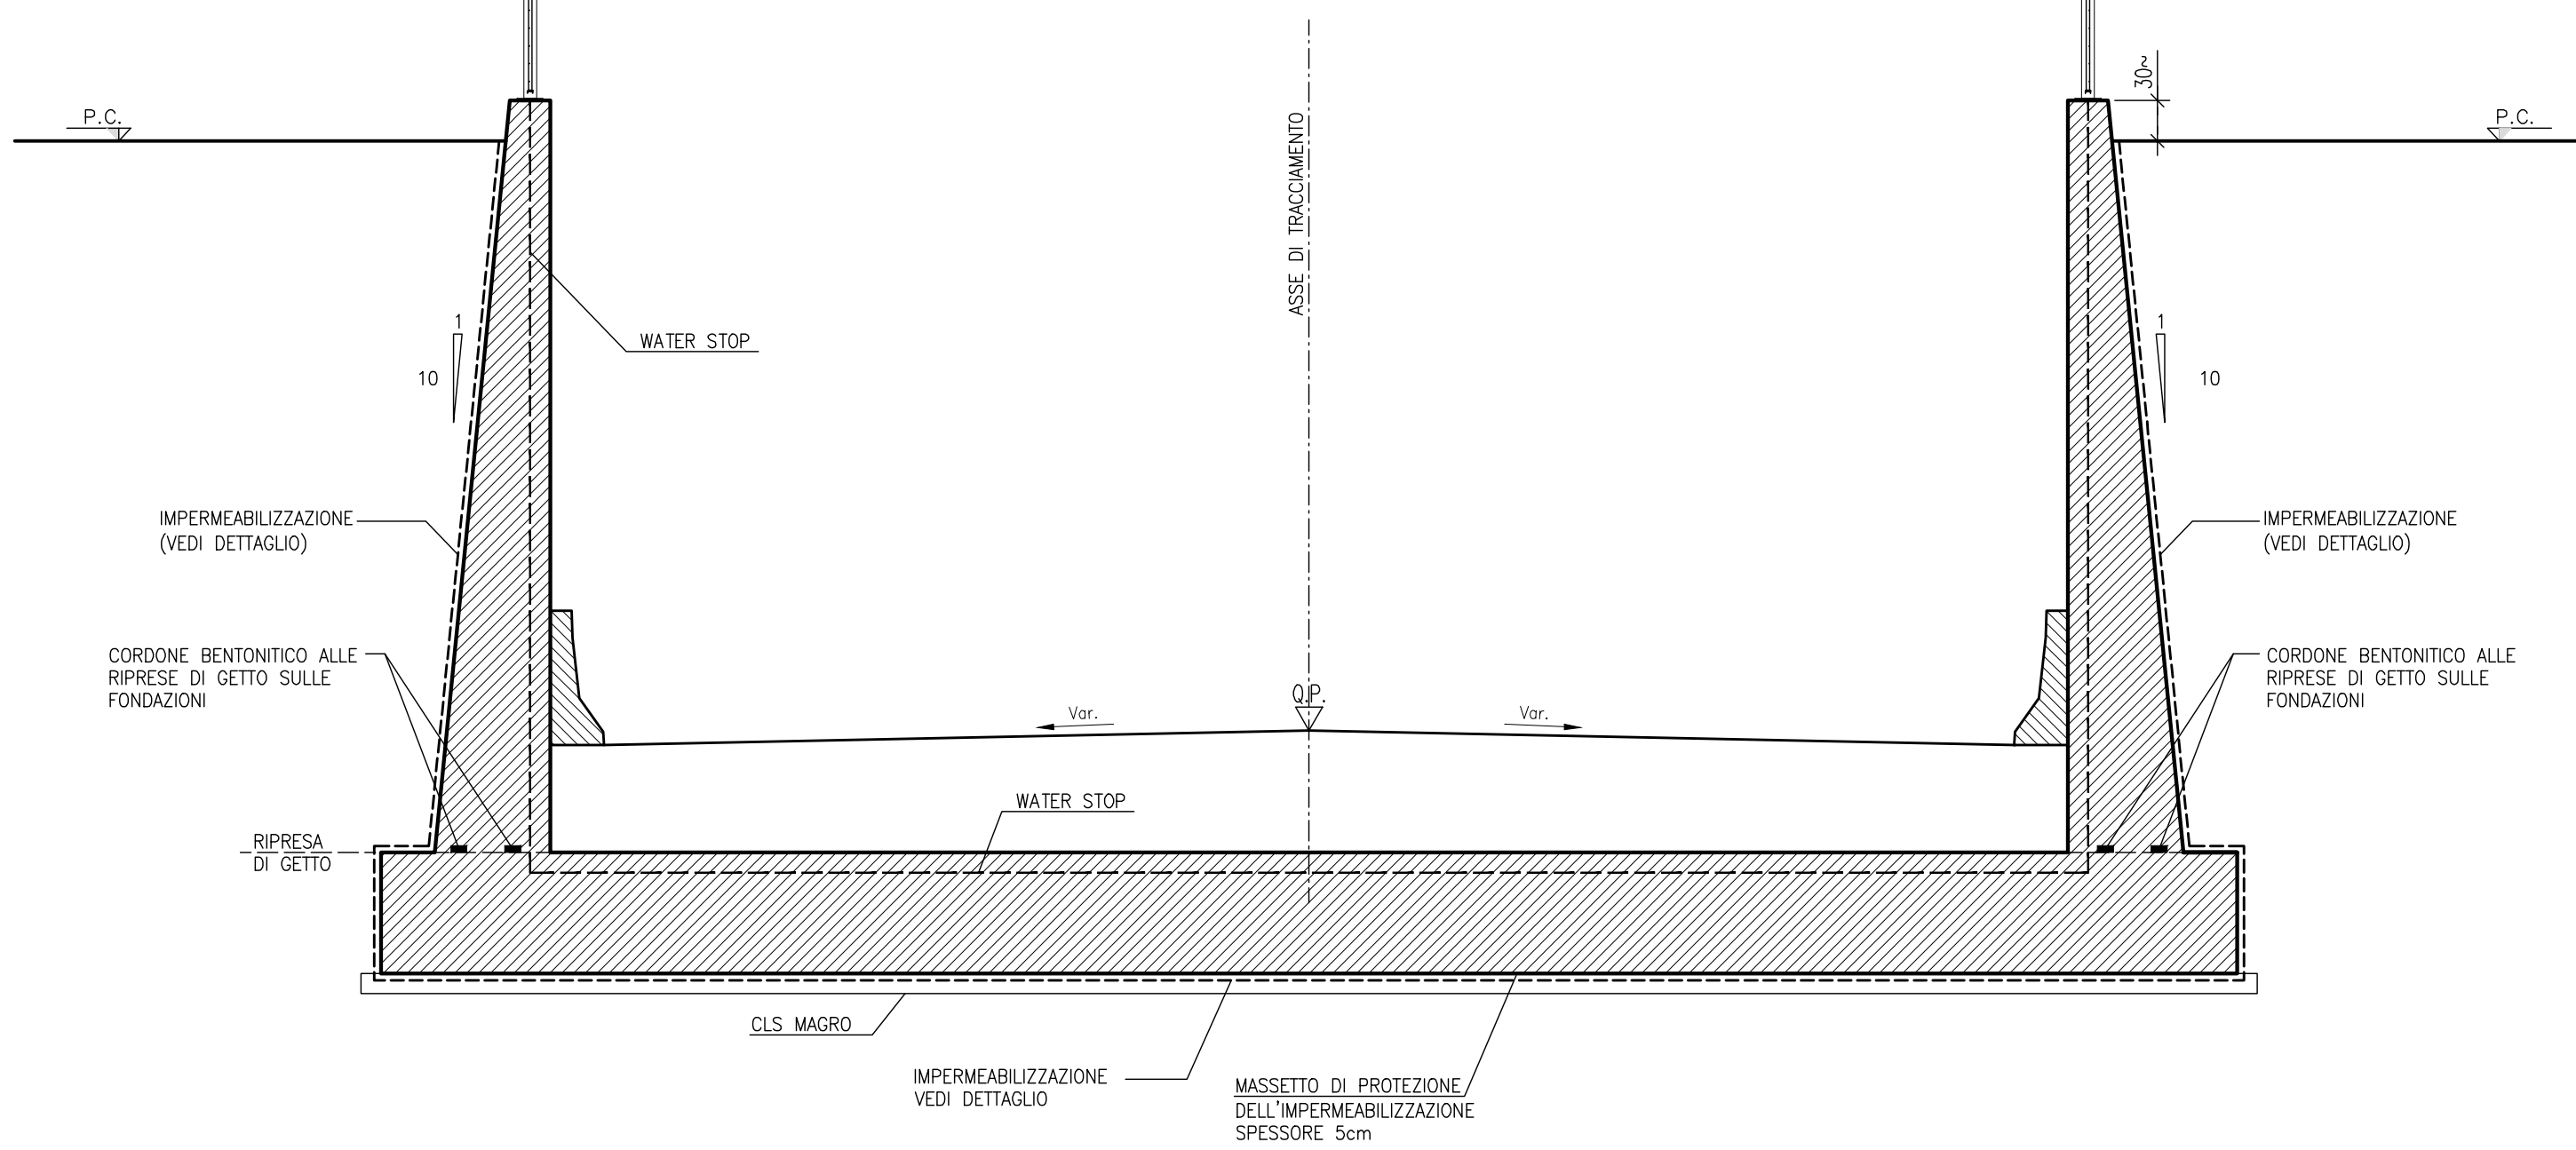 30~
P.C.
P.C.
ASSE DI TRACCIAMENTO
1
10
WATER STOP
1
10
IMPERMEABILIZZAZIONE
(VEDI DETTAGLIO)
IMPERMEABILIZZAZIONE
(VEDI DETTAGLIO)
CORDONE BENTONITICO ALLE
RIPRESE DI GETTO SULLE
FONDAZIONI
CORDONE BENTONITICO ALLE
RIPRESE DI GETTO SULLE
FONDAZIONI
Var.
Q.P.
Var.
WATER STOP
RIPRESA
DI GETTO
CLS MAGRO
IMPERMEABILIZZAZIONE
VEDI DETTAGLIO
MASSETTO DI PROTEZIONE
DELL'IMPERMEABILIZZAZIONE
SPESSORE 5cm